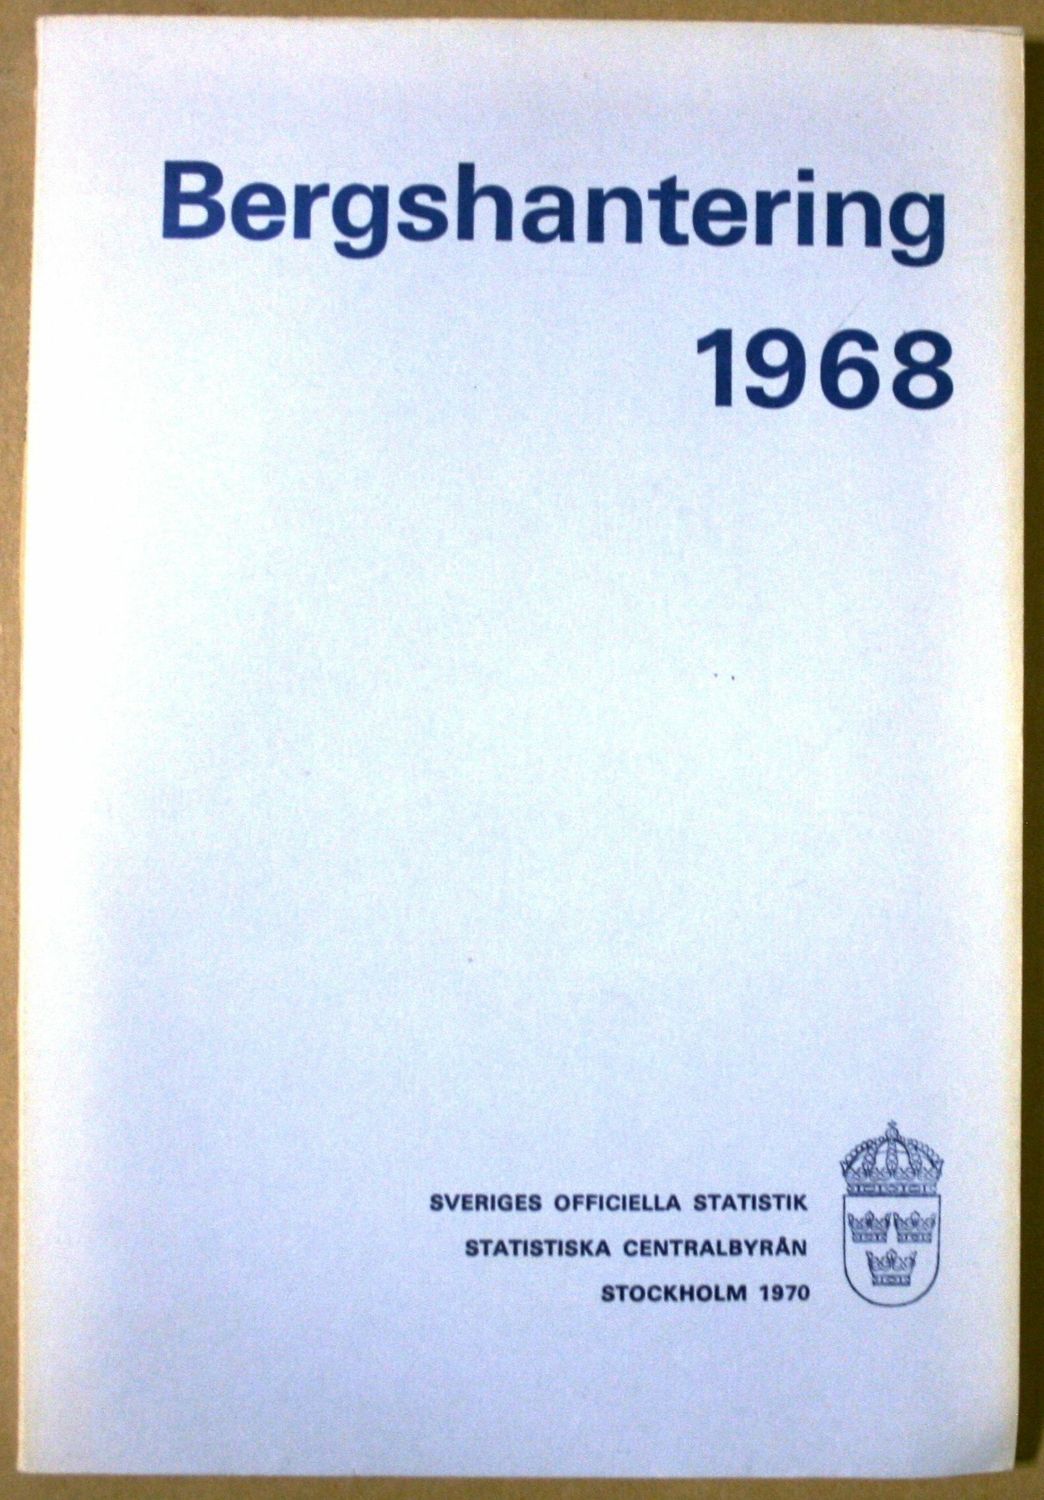 Bergshantering
1968
SVERIGES OFFICIELLA STATISTIK
STATISTISKA CENTRALBYRÅN
STOCKHOLM 1970